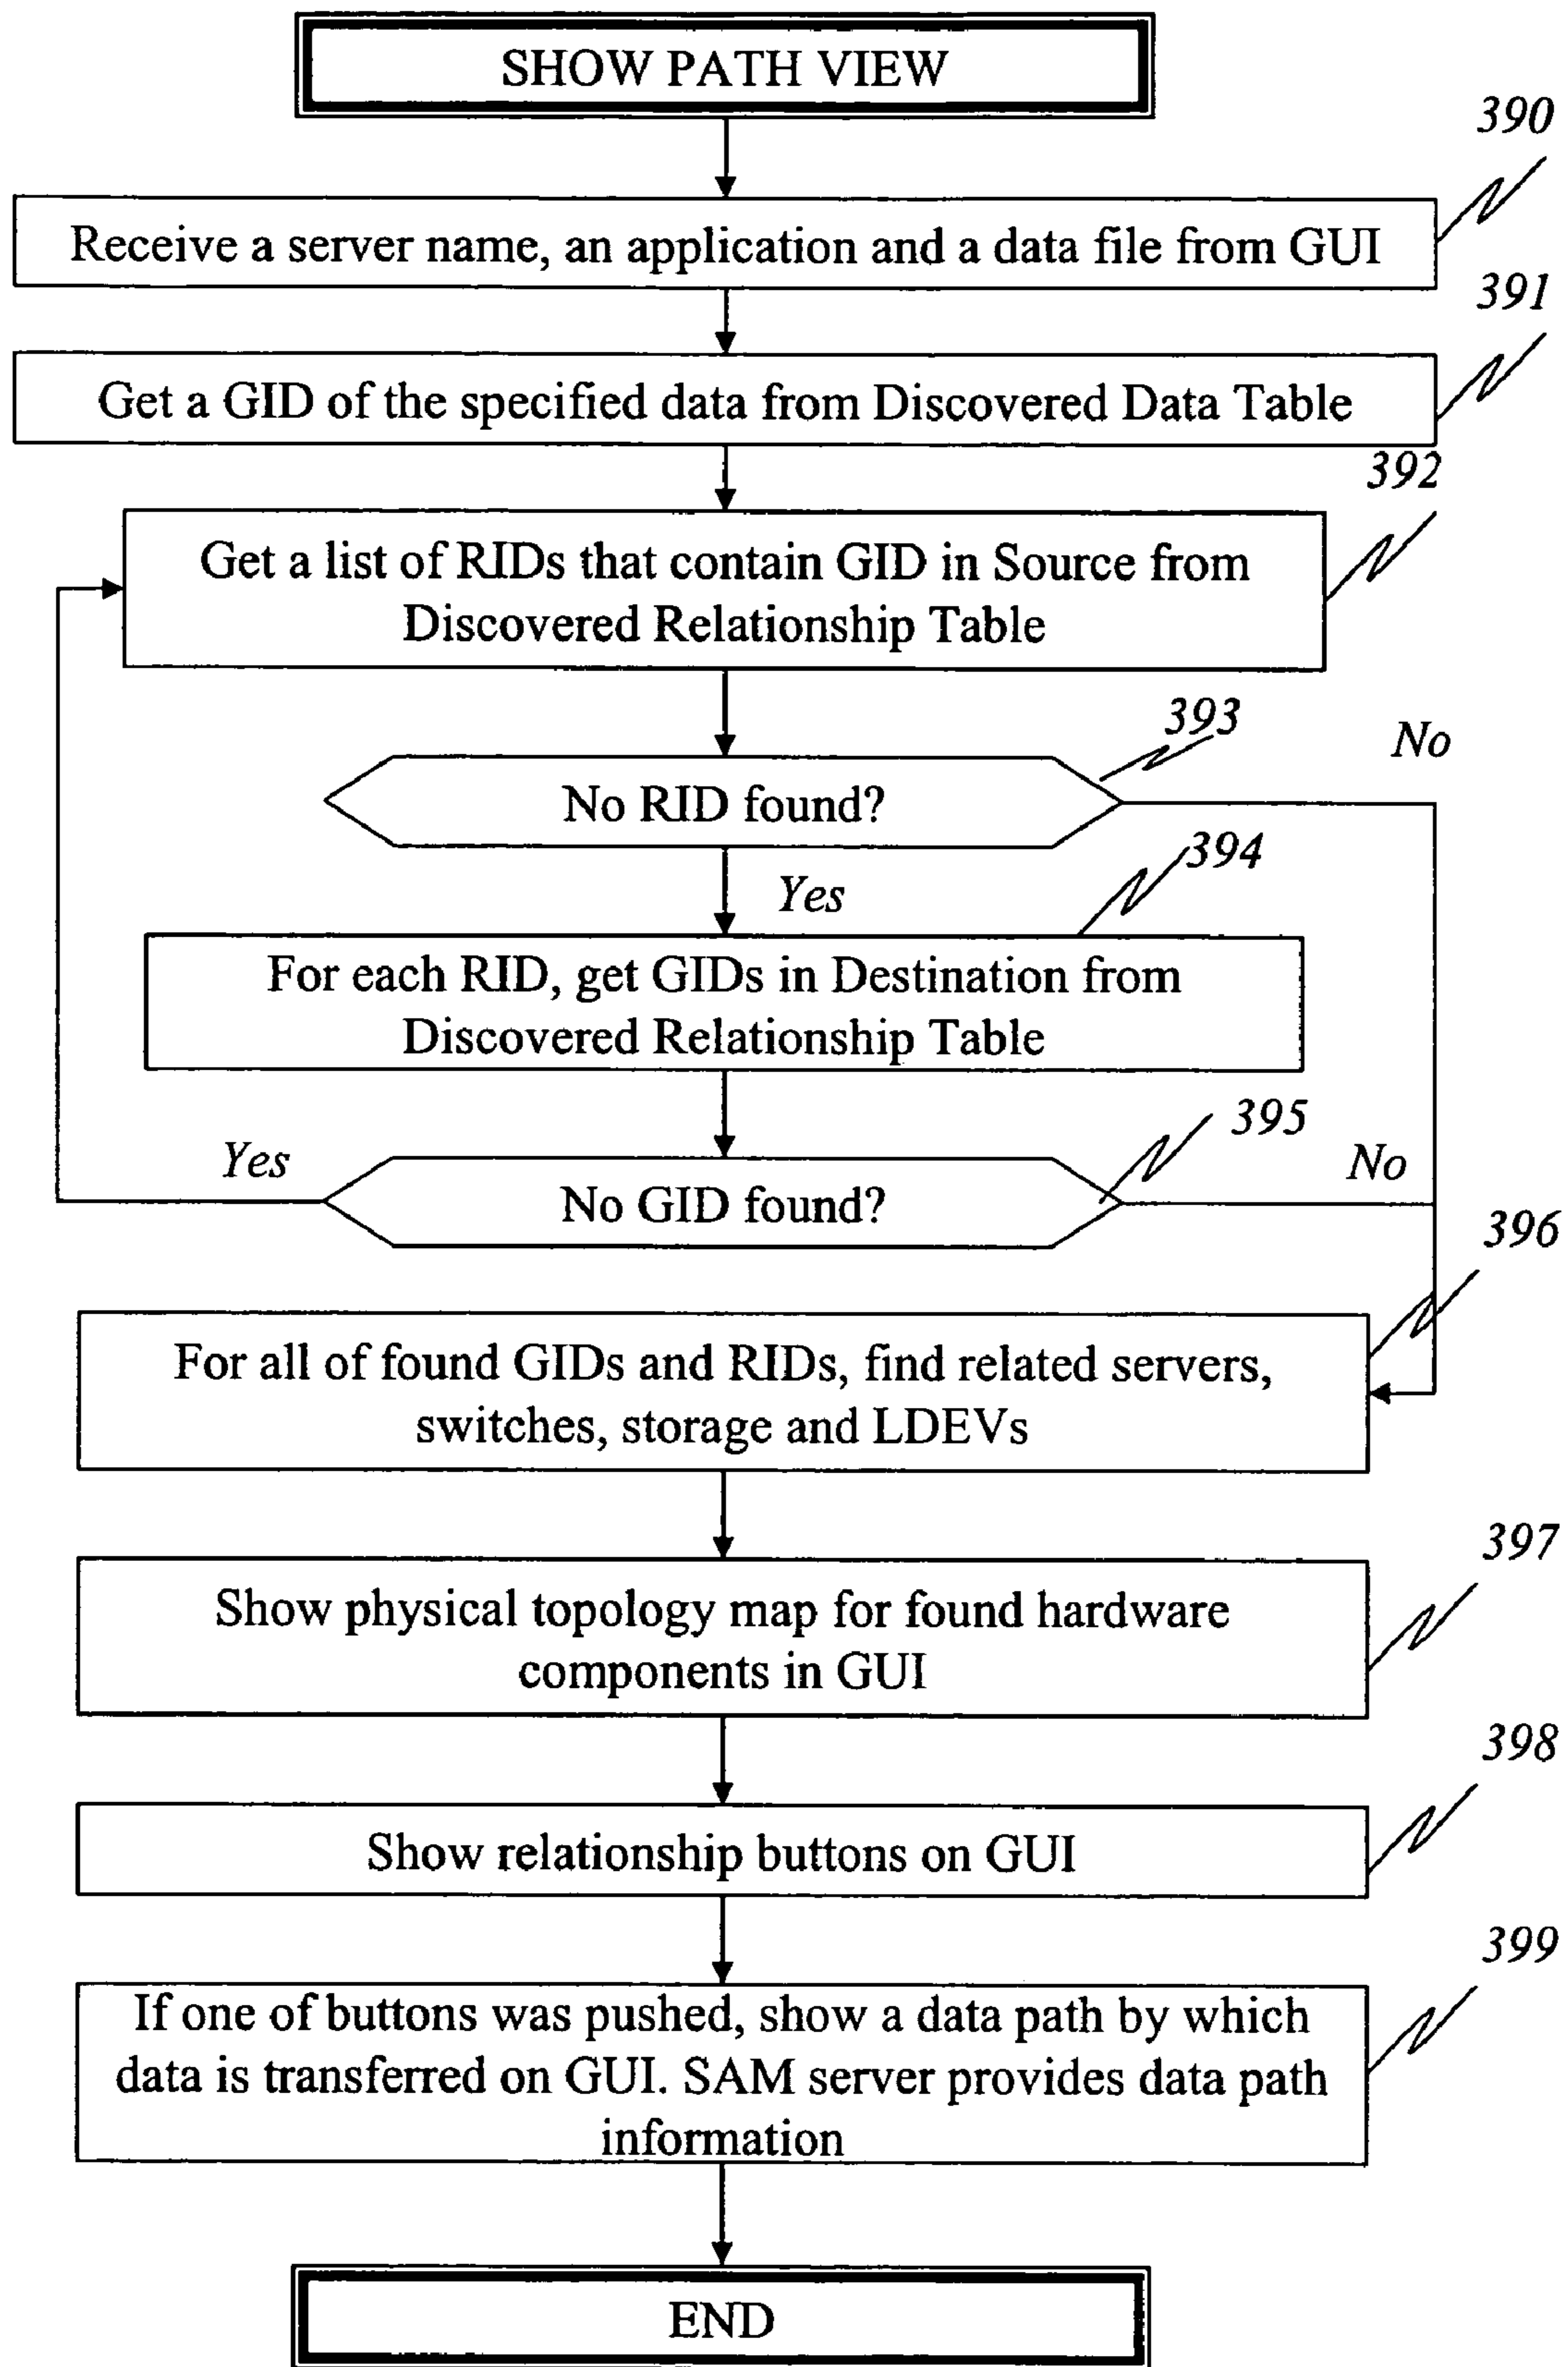 SHOW PATH VIEW
390
Receive a server name, an application and a data file from GUI
391
Get a GID of the specified data from Discovered Data Table
392
Get a list of RIDs that contain GID in Source from
Discovered Relationship Table
393
No
No RID found?
394
Yes
For each RID, get GIDs in Destination from
Discovered Relationship Table
395
Yes
No
No GID found?
396
For all of found GIDs and RIDs, find related servers,
switches, storage and LDEVs
397
Show physical topology map for found hardware
components in GUI
398
Show relationship buttons on GUI
399
If one of buttons was pushed, show a data path by which
data is transferred on GUI. SAM server provides data path
information
END